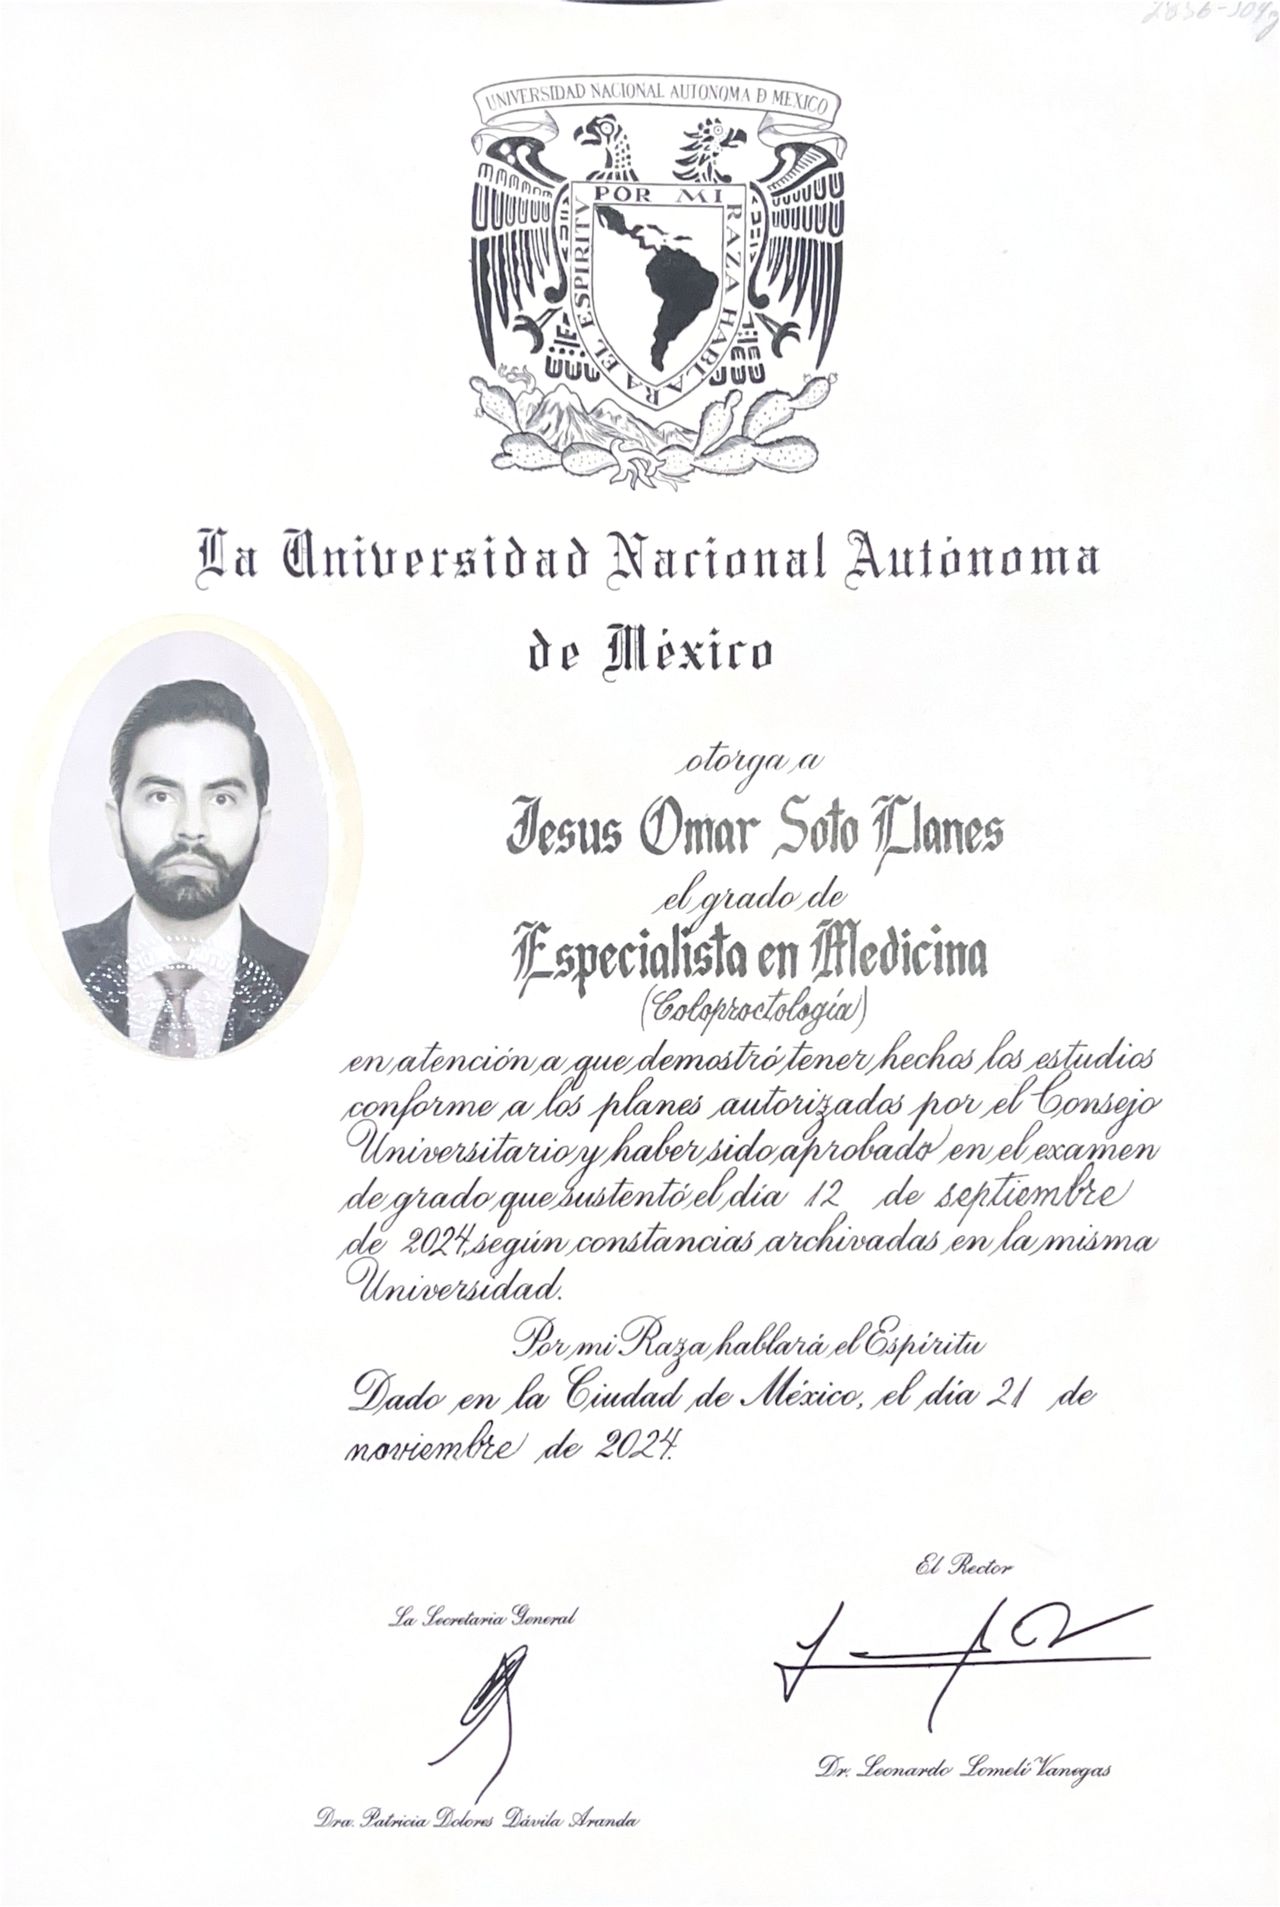 UNIVERSIDAD NACIONAL AUTONOMA D MEXICO
POR MI RAZA HABLARA EL ESPIRITV
La Universidad Nacional Autónoma
de México
otorga a
Jesus Omar Soto Llanes
el grado de
Especialista en Medicina
(Coloproctología)
en atención a que demostró tener hechos los estudios
conforme a los planes autorizados por el Consejo
Universitario y haber sido aprobado en el examen
de grado que sustentó el día 12 de septiembre
de 2024, según constancias archivadas en la misma
Universidad.
Por mi Raza hablará el Espíritu
Dado en la Ciudad de México, el día 21 de
noviembre de 2024.
El Rector
La Secretaria General
Dr. Leonardo Lomelí Vanegas
Dra. Patricia Dolores Dávila Aranda